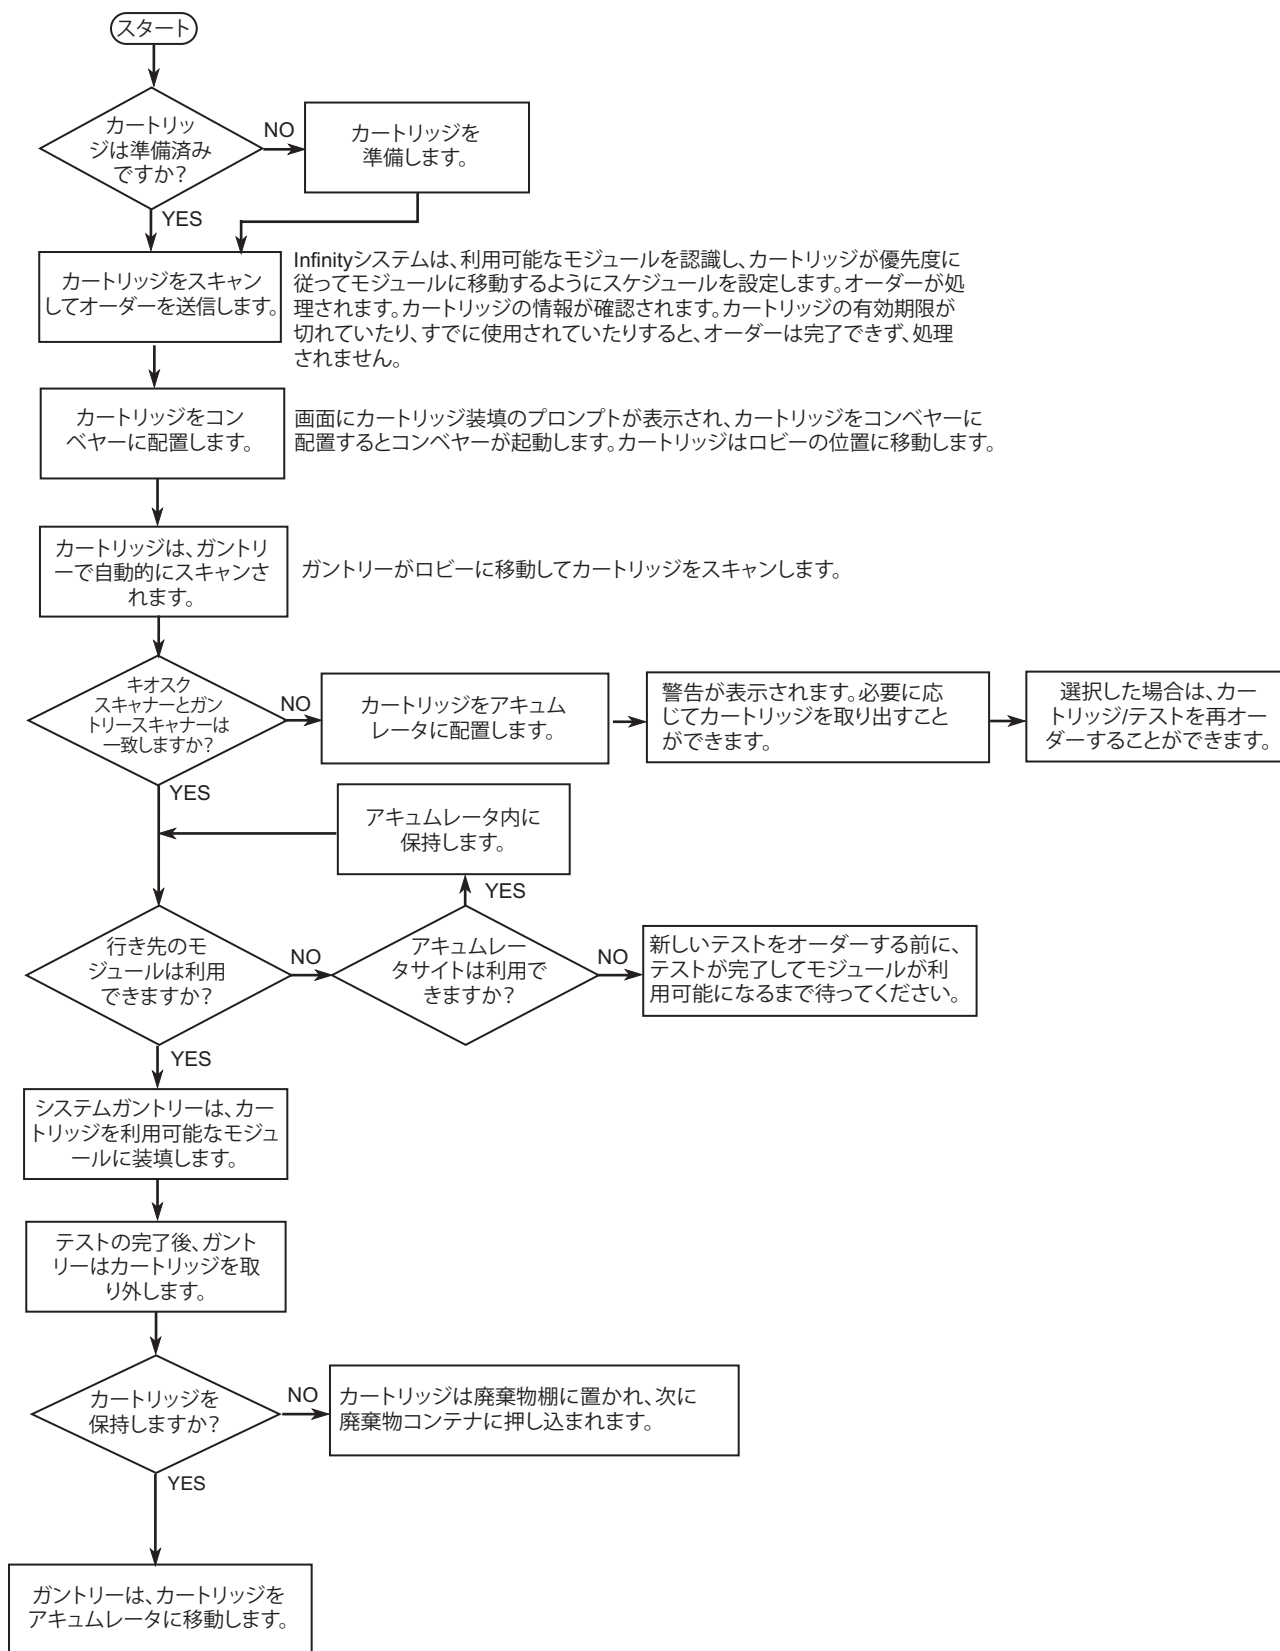 スタート
カートリッ
ジは準備済み
ですか?
NO
カートリッジを
準備します。
YES
カートリッジをスキャン
してオーダーを送信します。
Infinityシステムは、利用可能なモジュールを認識し、カートリッジが優先度に
従ってモジュールに移動するようにスケジュールを設定します。オーダーが処
理されます。カートリッジの情報が確認されます。カートリッジの有効期限が
切れていたり、すでに使用されていたりすると、オーダーは完了できず、処理
されません。
カートリッジをコン
ベヤーに配置します。
画面にカートリッジ装填のプロンプトが表示され、カートリッジをコンベヤーに
配置するとコンベヤーが起動します。カートリッジはロビーの位置に移動します。
カートリッジは、ガントリ
ーで自動的にスキャンさ
れます。
ガントリーがロビーに移動してカートリッジをスキャンします。
キオスク
スキャナーとガン
トリースキャナーは
一致しますか?
NO
カートリッジをアキュム
レータに配置します。
警告が表示されます。必要に応
じてカートリッジを取り出すこと
ができます。
選択した場合は、カー
トリッジ/テストを再オー
ダーすることができます。
YES
アキュムレータ内に
保持します。
YES
行き先のモ
ジュールは利用
できますか?
NO
アキュムレー
タサイトは利用で
きますか?
NO
新しいテストをオーダーする前に、
テストが完了してモジュールが利
用可能になるまで待ってください。
YES
システムガントリーは、カー
トリッジを利用可能なモジュ
ールに装填します。
テストの完了後、ガント
リーはカートリッジを取
り外します。
カートリッジを
保持しますか?
NO
カートリッジは廃棄物棚に置かれ、次に
廃棄物コンテナに押し込まれます。
YES
ガントリーは、カートリッジを
アキュムレータに移動します。